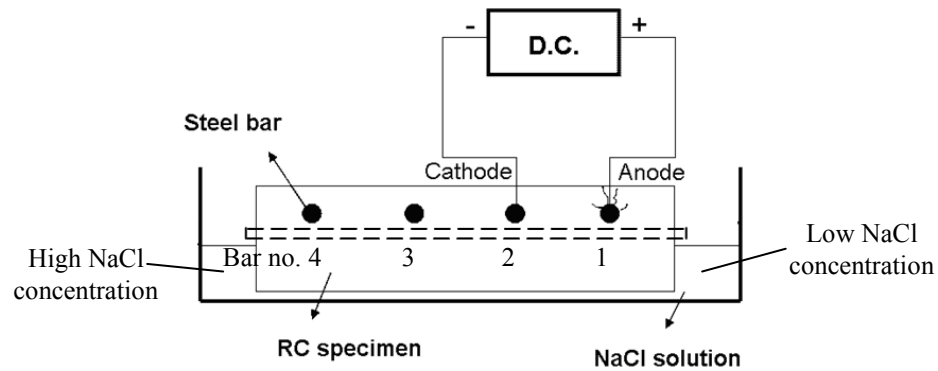 - D.C. +
Steel bar
Cathode Anode
High NaCl
concentration
Bar no. 4 3 2 1
Low NaCl
concentration
RC specimen
NaCl solution